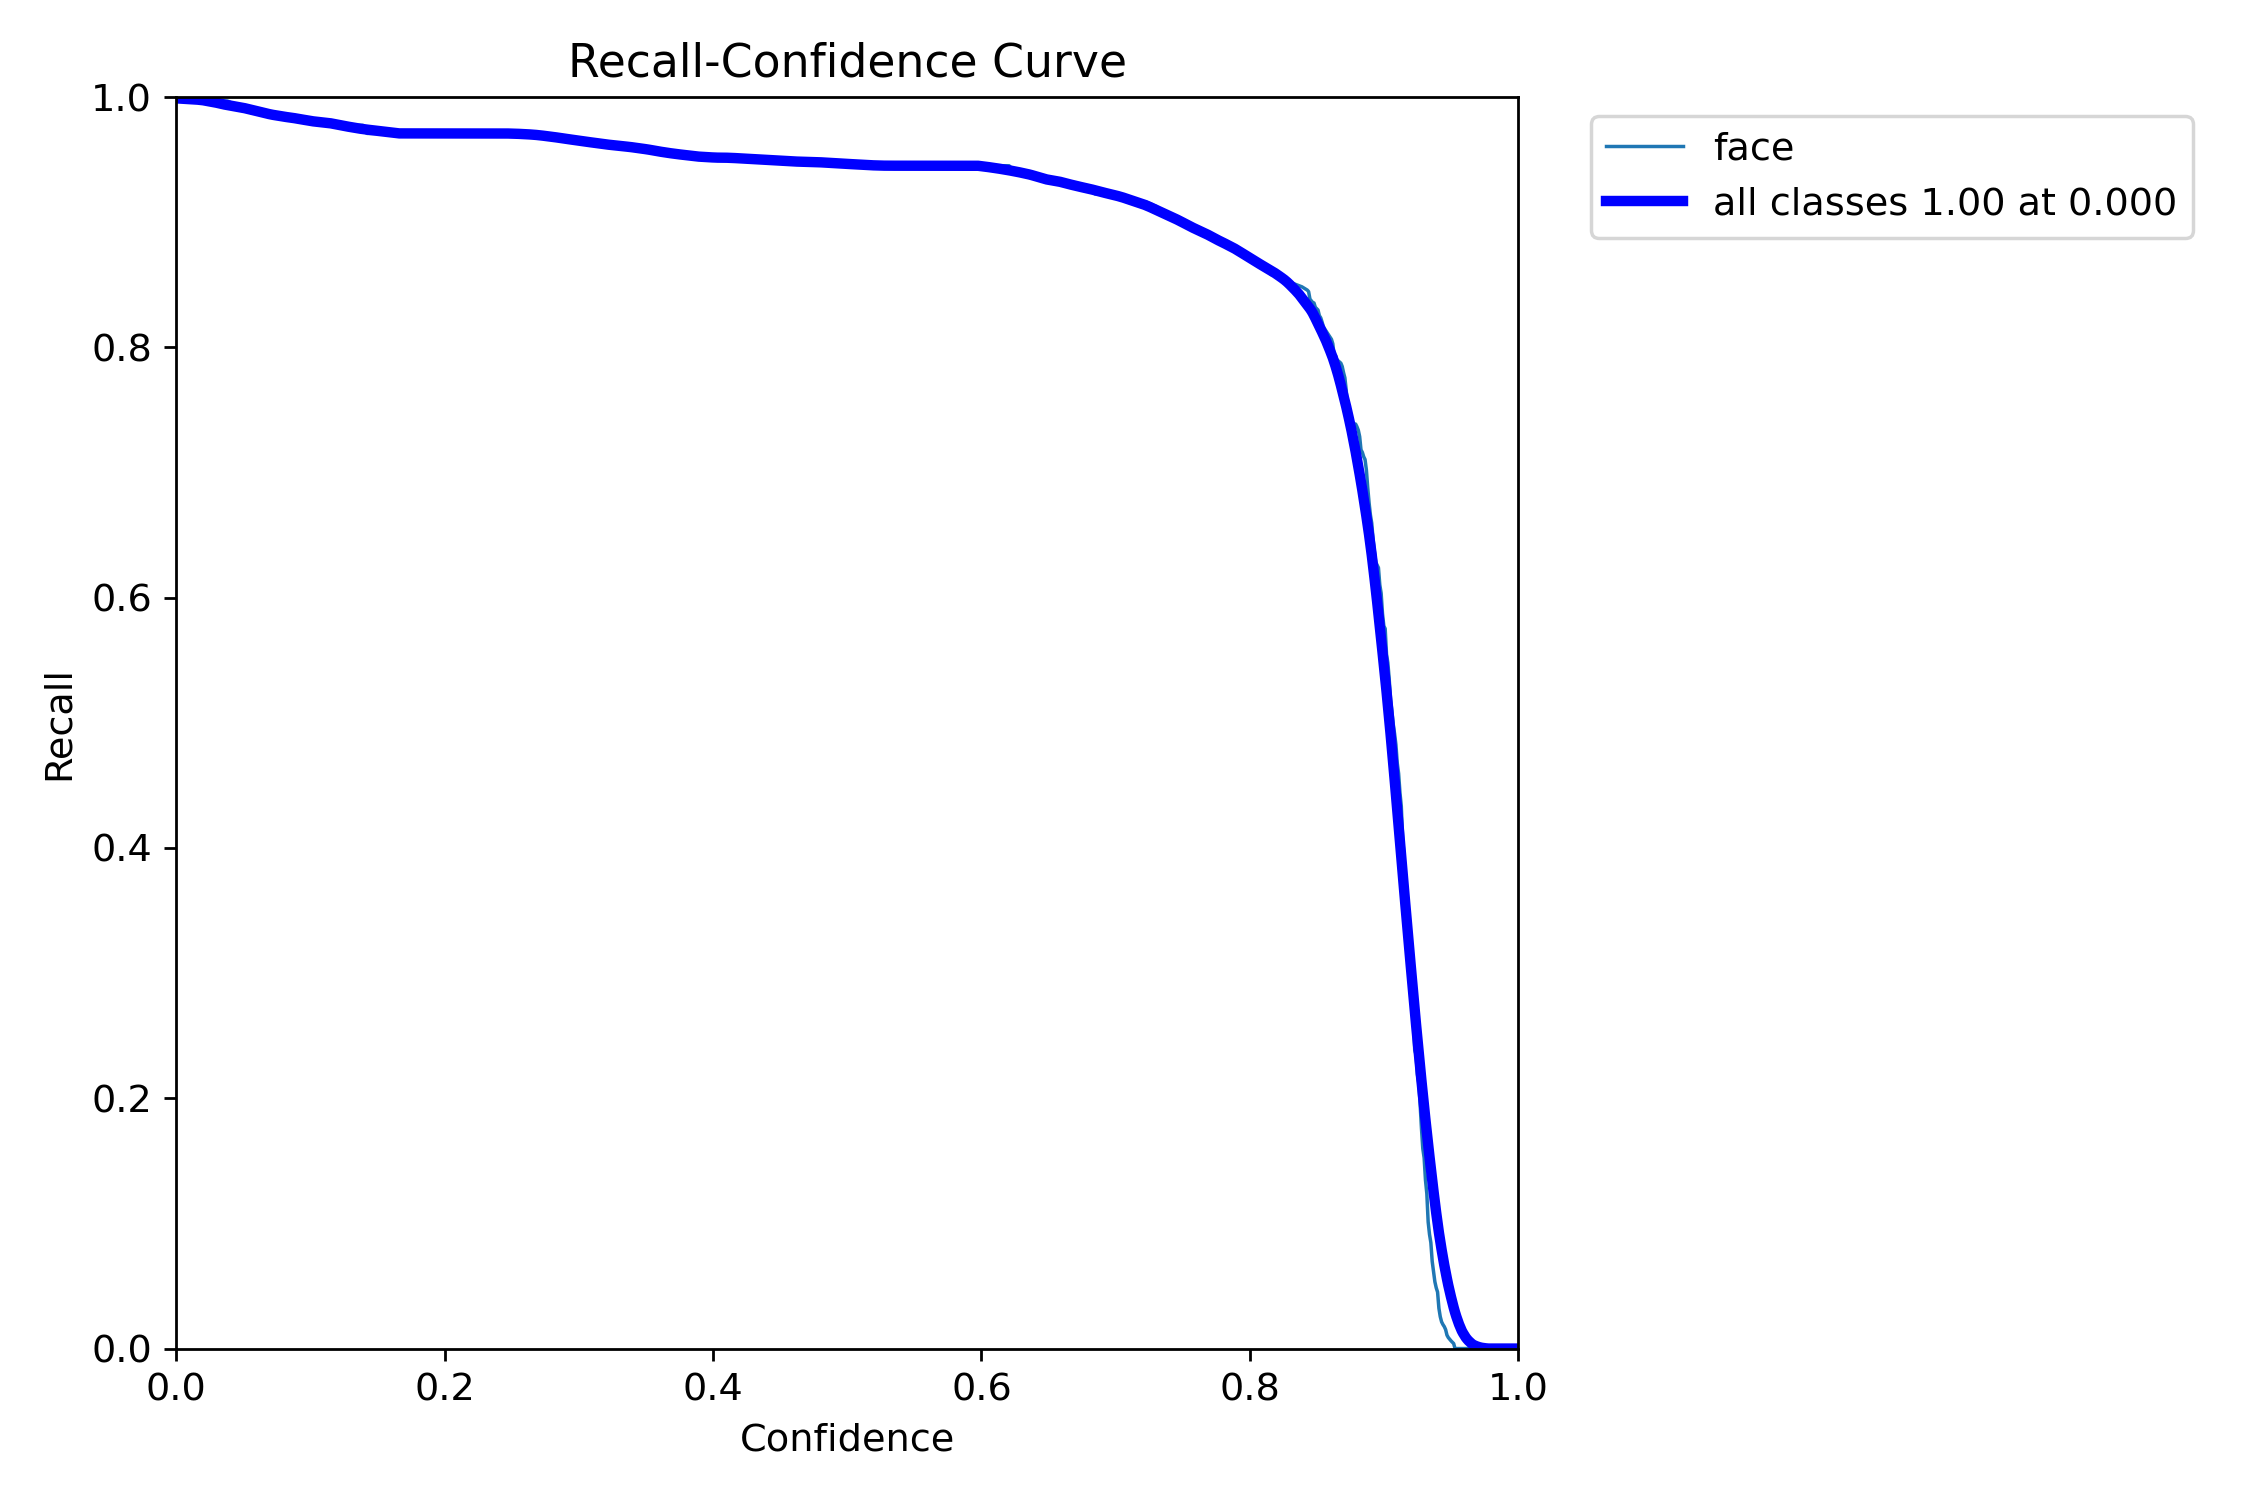 Recall-Confidence Curve
1.0
0.8
0.6
0.4
0.2
0.0
Recall
0.0 0.2 0.4 0.6 0.8 1.0
Confidence
face
all classes 1.00 at 0.000